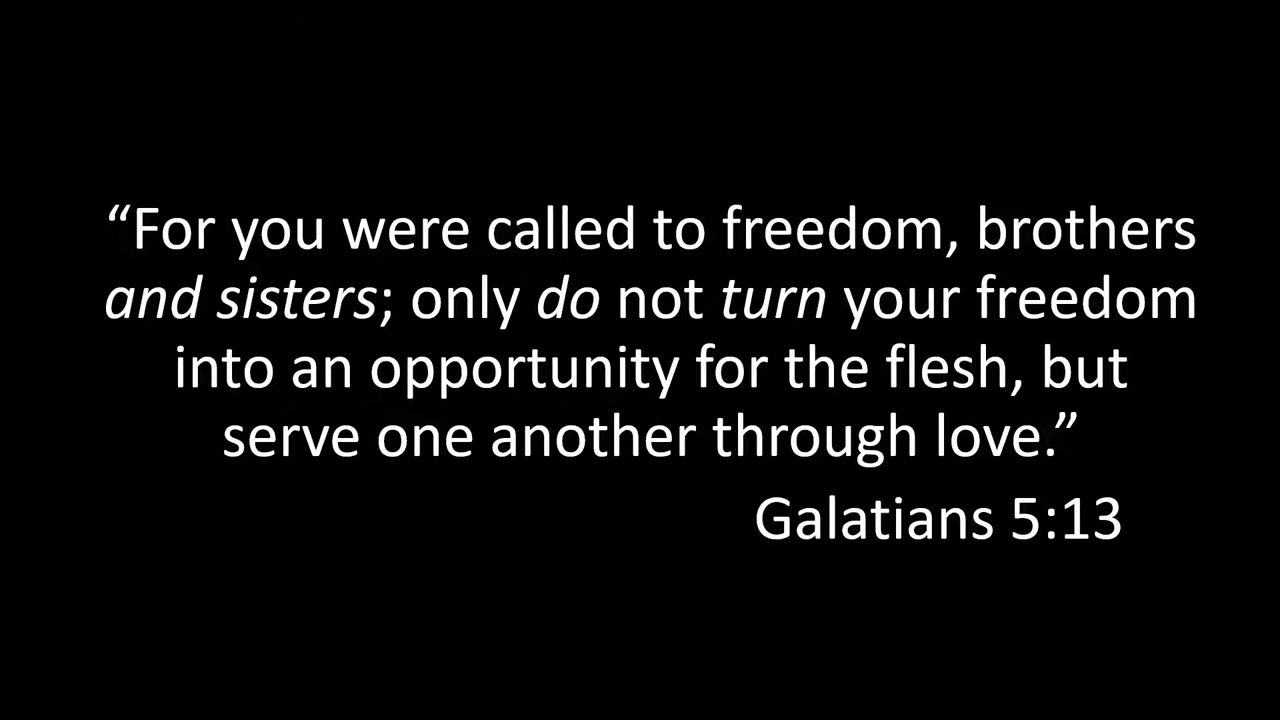 “For you were called to freedom, brothers
and sisters; only do not turn your freedom
into an opportunity for the flesh, but
serve one another through love.”
Galatians 5:13